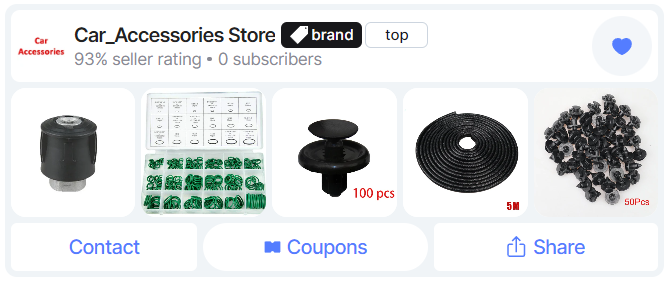 Car
Accessories
Car_Accessories Store
brand
top
93% seller rating • 0 subscribers
100 pcs
5M
50Pcs
Contact
Coupons
Share